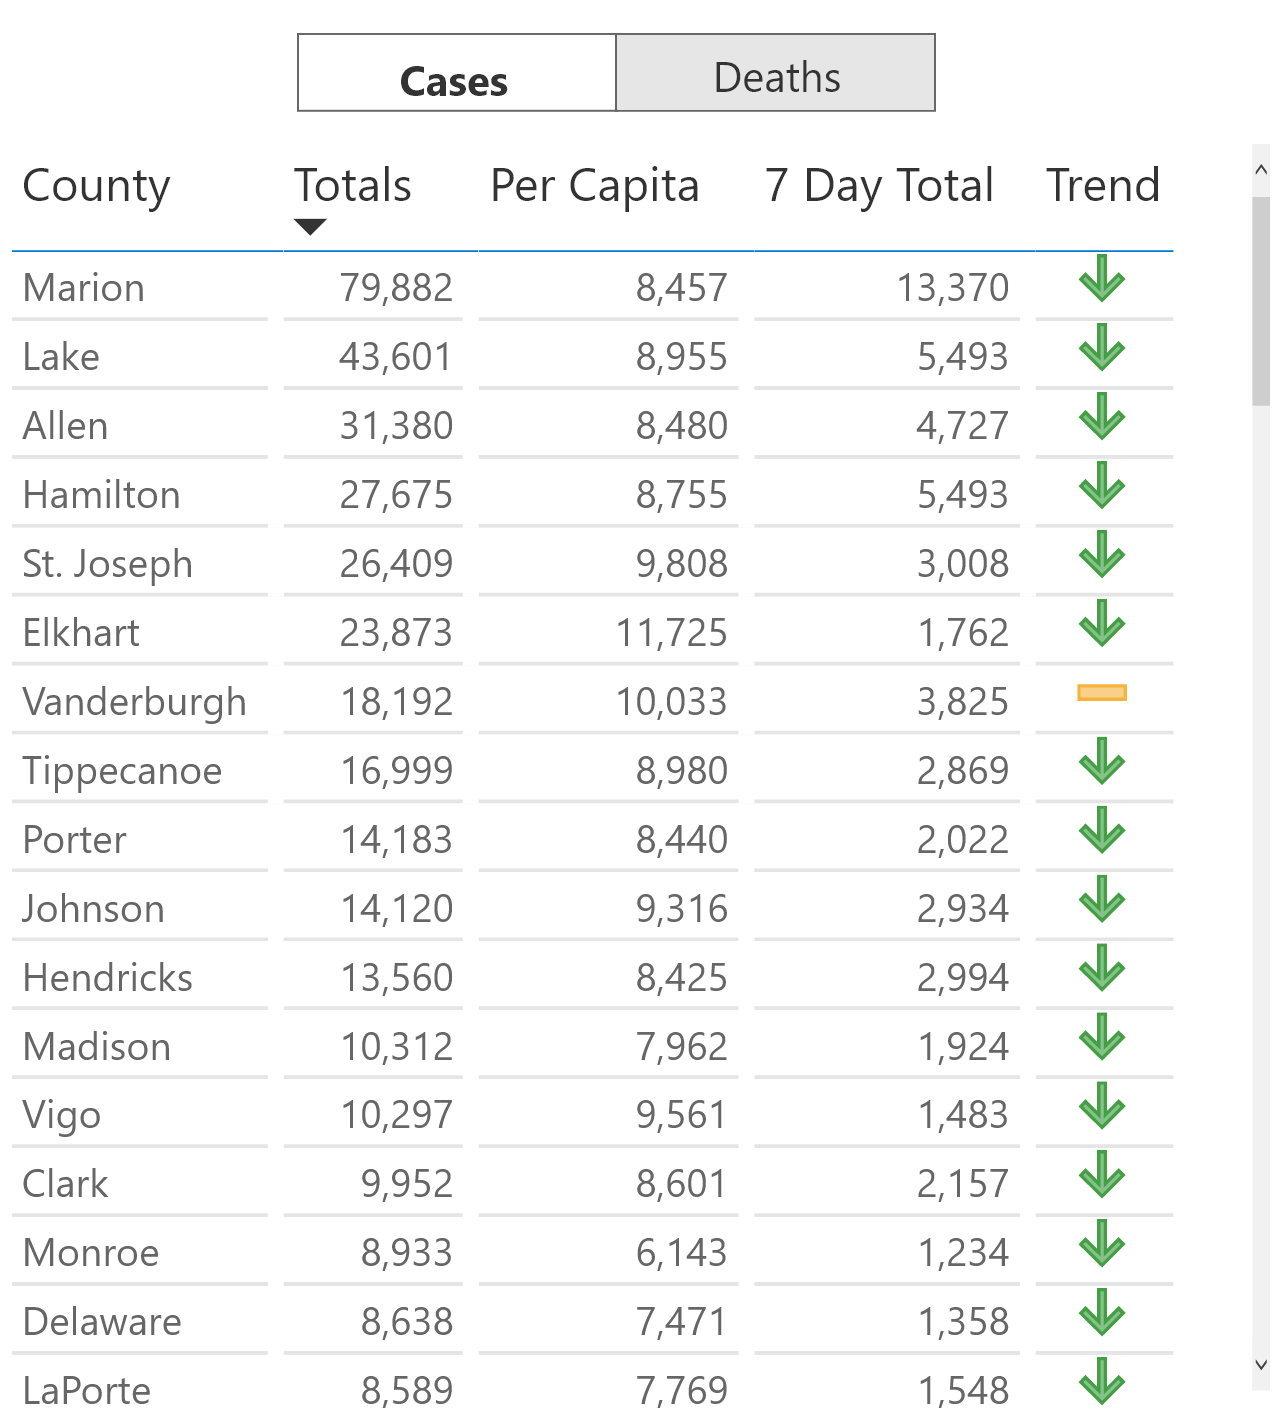 Cases Deaths
County Totals Per Capita 7 Day Total Trend
Marion 79,882 8,457 13,370
Lake 43,601 8,955 5,493
Allen 31,380 8,480 4,727
Hamilton 27,675 8,755 5,493
St. Joseph 26,409 9,808 3,008
Elkhart 23,873 11,725 1,762
Vanderburgh 18,192 10,033 3,825
Tippecanoe 16,999 8,980 2,869
Porter 14,183 8,440 2,022
Johnson 14,120 9,316 2,934
Hendricks 13,560 8,425 2,994
Madison 10,312 7,962 1,924
Vigo 10,297 9,561 1,483
Clark 9,952 8,601 2,157
Monroe 8,933 6,143 1,234
Delaware 8,638 7,471 1,358
LaPorte 8,589 7,769 1,548